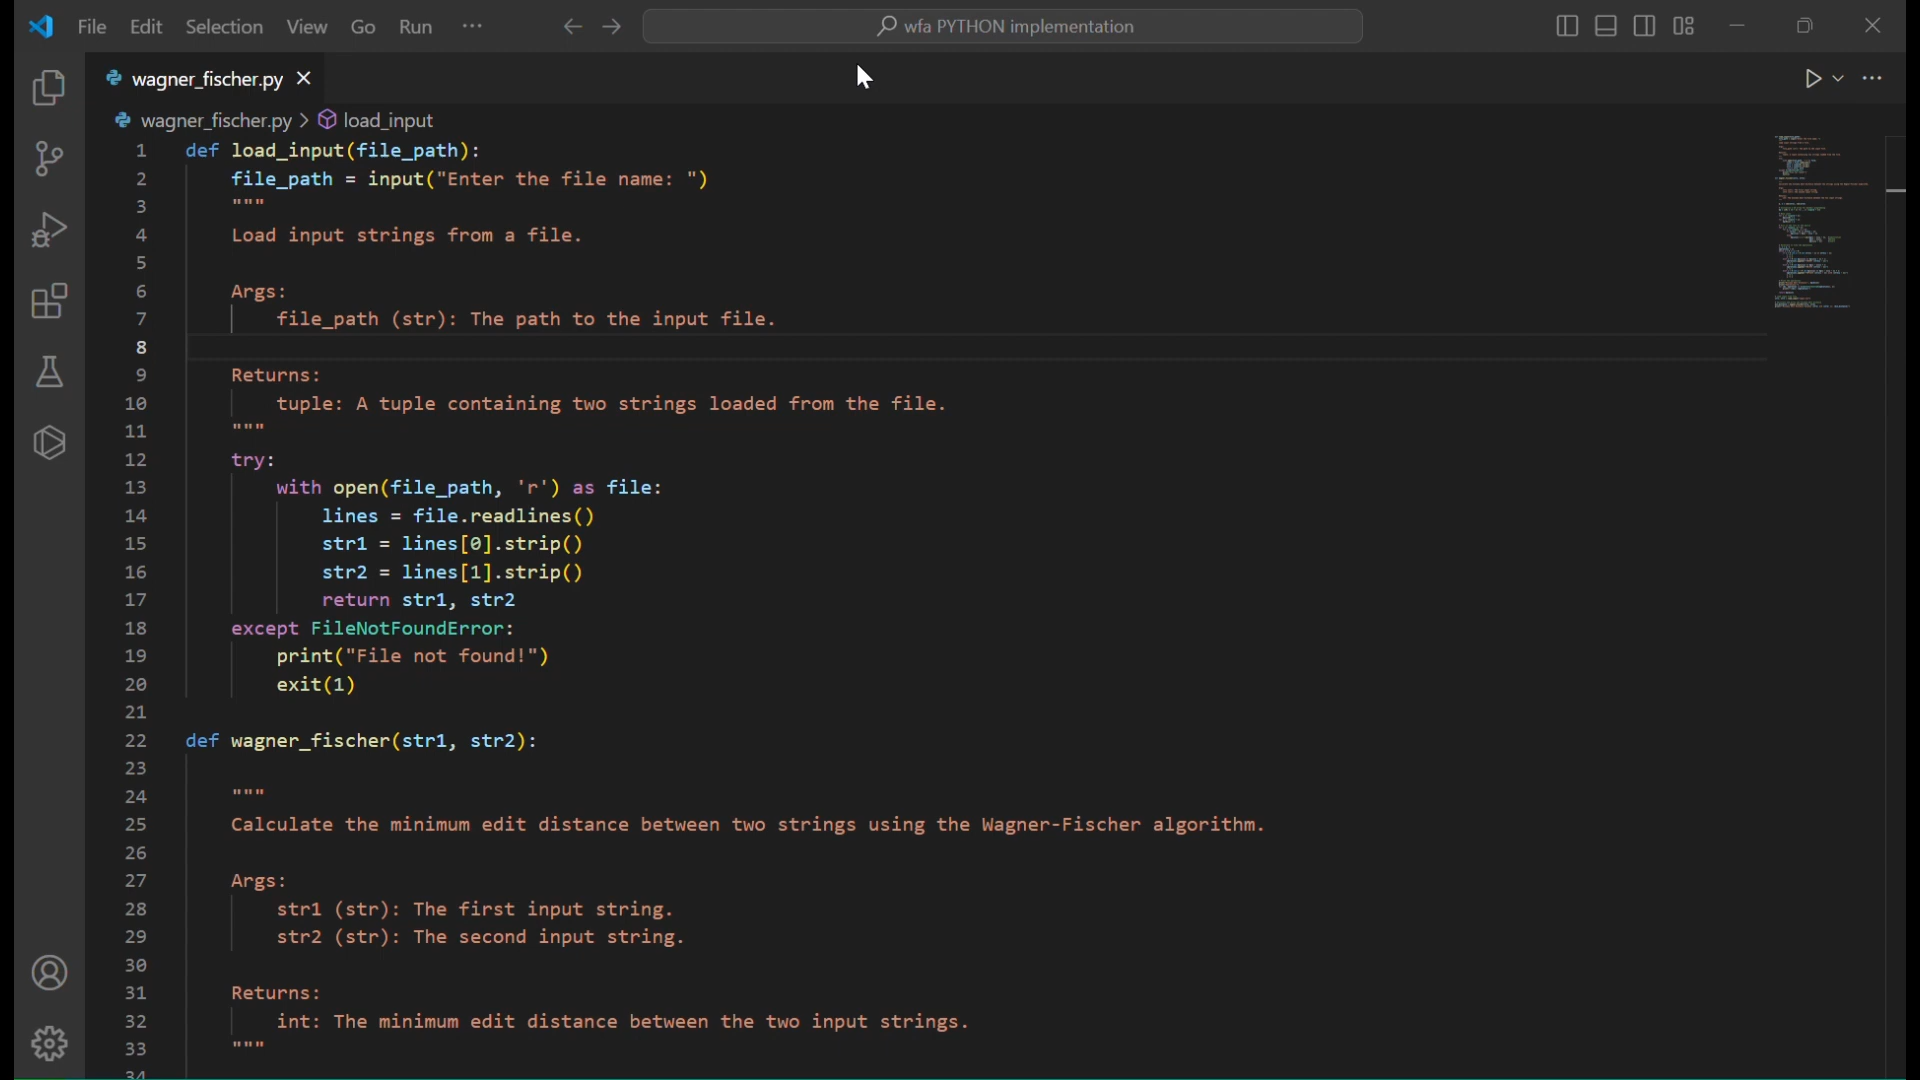 File Edit Selection View Go Run ···
wfa PYTHON implementation
wagner_fischer.py
wagner_fischer.py > load_input
1 def load_input(file_path):
2 file_path = input("Enter the file name: ")
3 """
4 Load input strings from a file.
5
6 Args:
7 file_path (str): The path to the input file.
8
9 Returns:
10 tuple: A tuple containing two strings loaded from the file.
11 """
12 try:
13 with open(file_path, 'r') as file:
14 lines = file.readlines()
15 str1 = lines[0].strip()
16 str2 = lines[1].strip()
17 return str1, str2
18 except FileNotFoundError:
19 print("File not found!")
20 exit(1)
21
22 def wagner_fischer(str1, str2):
23
24 """
25 Calculate the minimum edit distance between two strings using the Wagner-Fischer algorithm.
26
27 Args:
28 str1 (str): The first input string.
29 str2 (str): The second input string.
30
31 Returns:
32 int: The minimum edit distance between the two input strings.
33 """
34